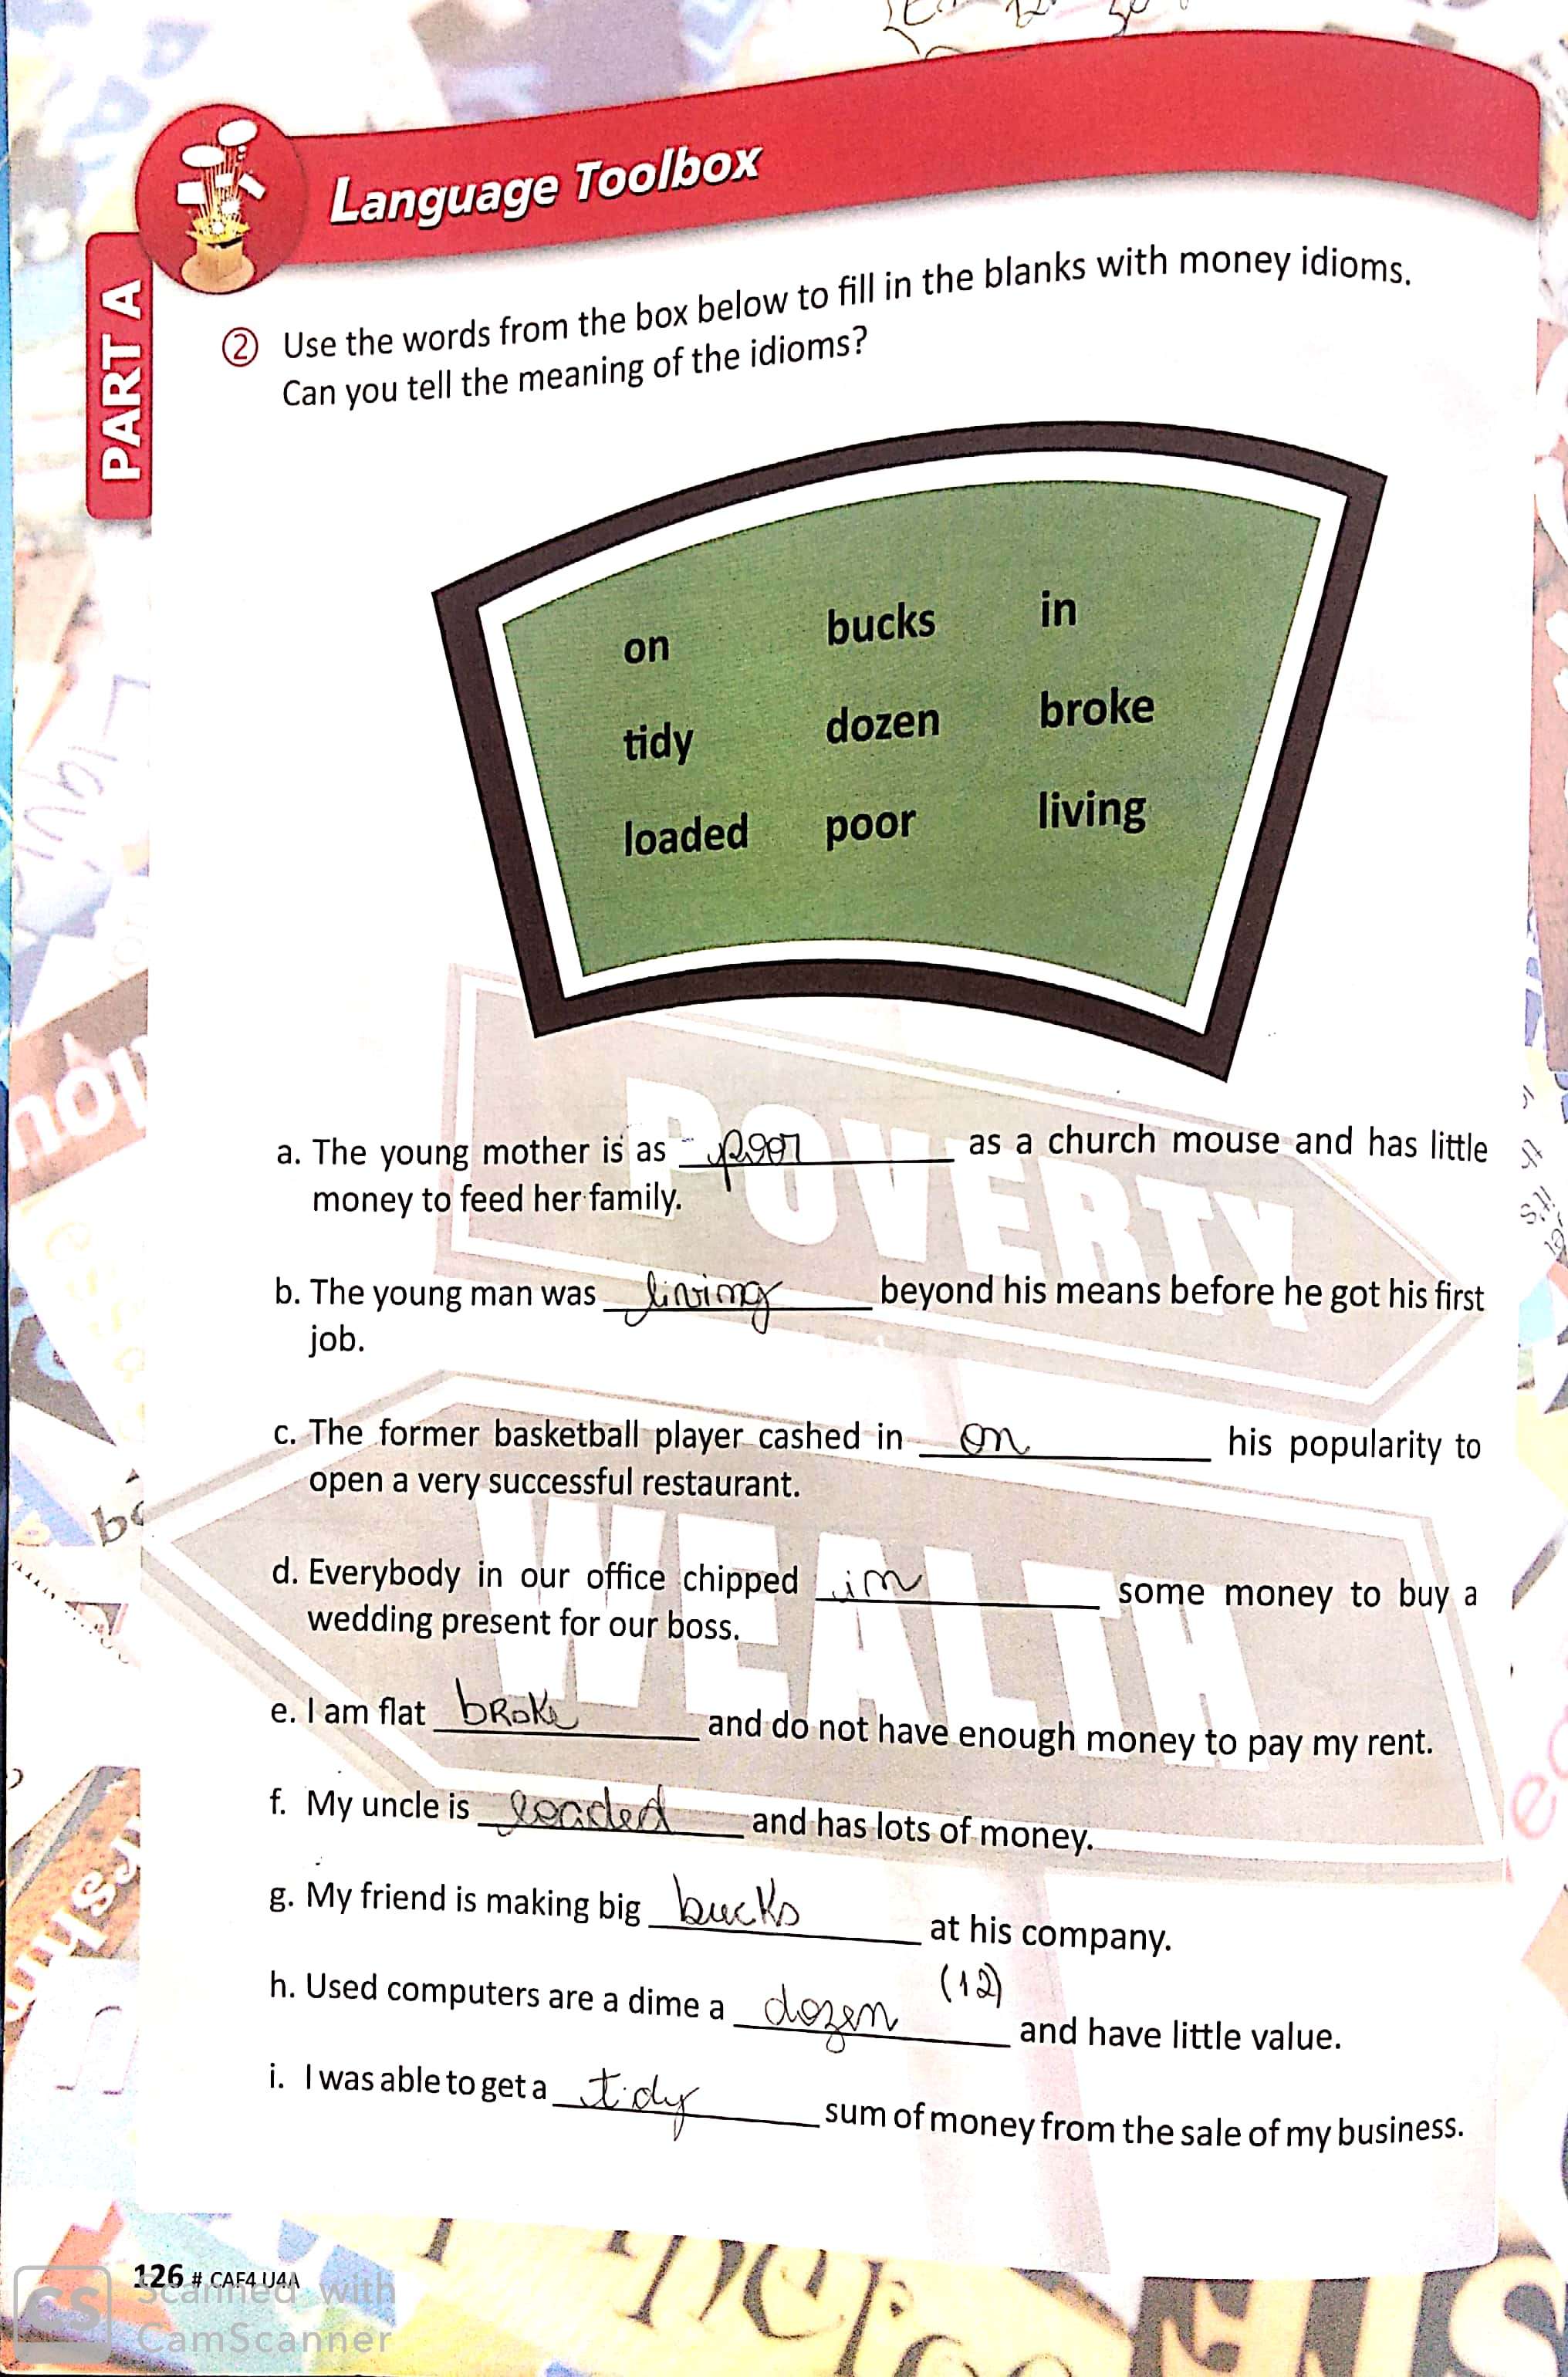 Language Toolbox
PART A
② Use the words from the box below to fill in the blanks with money idioms.
Can you tell the meaning of the idioms?
on bucks in
tidy dozen broke
loaded poor living
POVERTY
a. The young mother is as poor as a church mouse and has little
money to feed her family.
b. The young man was living beyond his means before he got his first
job.
c. The former basketball player cashed in on his popularity to
open a very successful restaurant.
WEALTH
d. Everybody in our office chipped in some money to buy a
wedding present for our boss.
e. I am flat broke and do not have enough money to pay my rent.
f. My uncle is loaded and has lots of money.
g. My friend is making big bucks at his company.
(12)
h. Used computers are a dime a dozen and have little value.
i. I was able to get a tidy sum of money from the sale of my business.
126 # CAF4 U4A
CS Scanned with
CamScanner